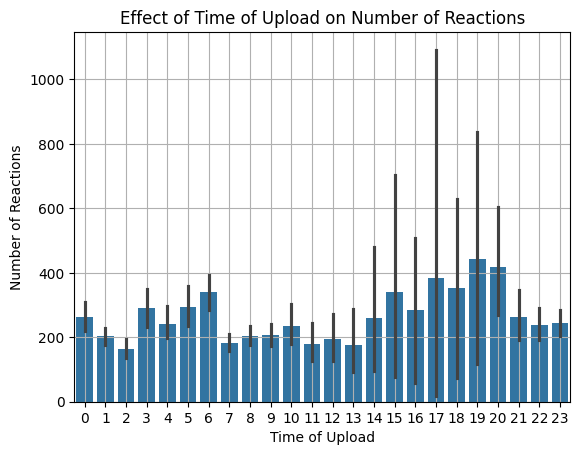 Effect of Time of Upload on Number of Reactions
Number of Reactions
1000
800
600
400
200
0
0 1 2 3 4 5 6 7 8 9 10 11 12 13 14 15 16 17 18 19 20 21 22 23
Time of Upload